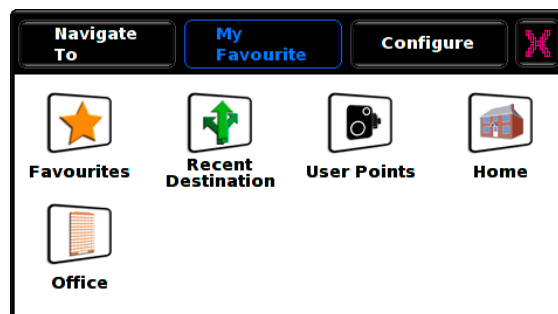 Navigate
To
My
Favourite
Configure
Favourites
Recent
Destination
User Points
Home
Office